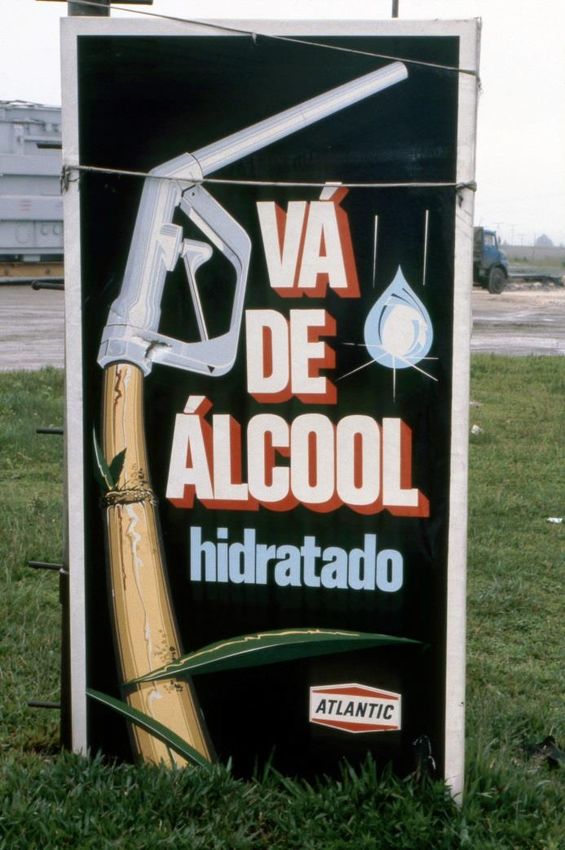 VÁ
DE
ÁLCOOL
hidratado
ATLANTIC